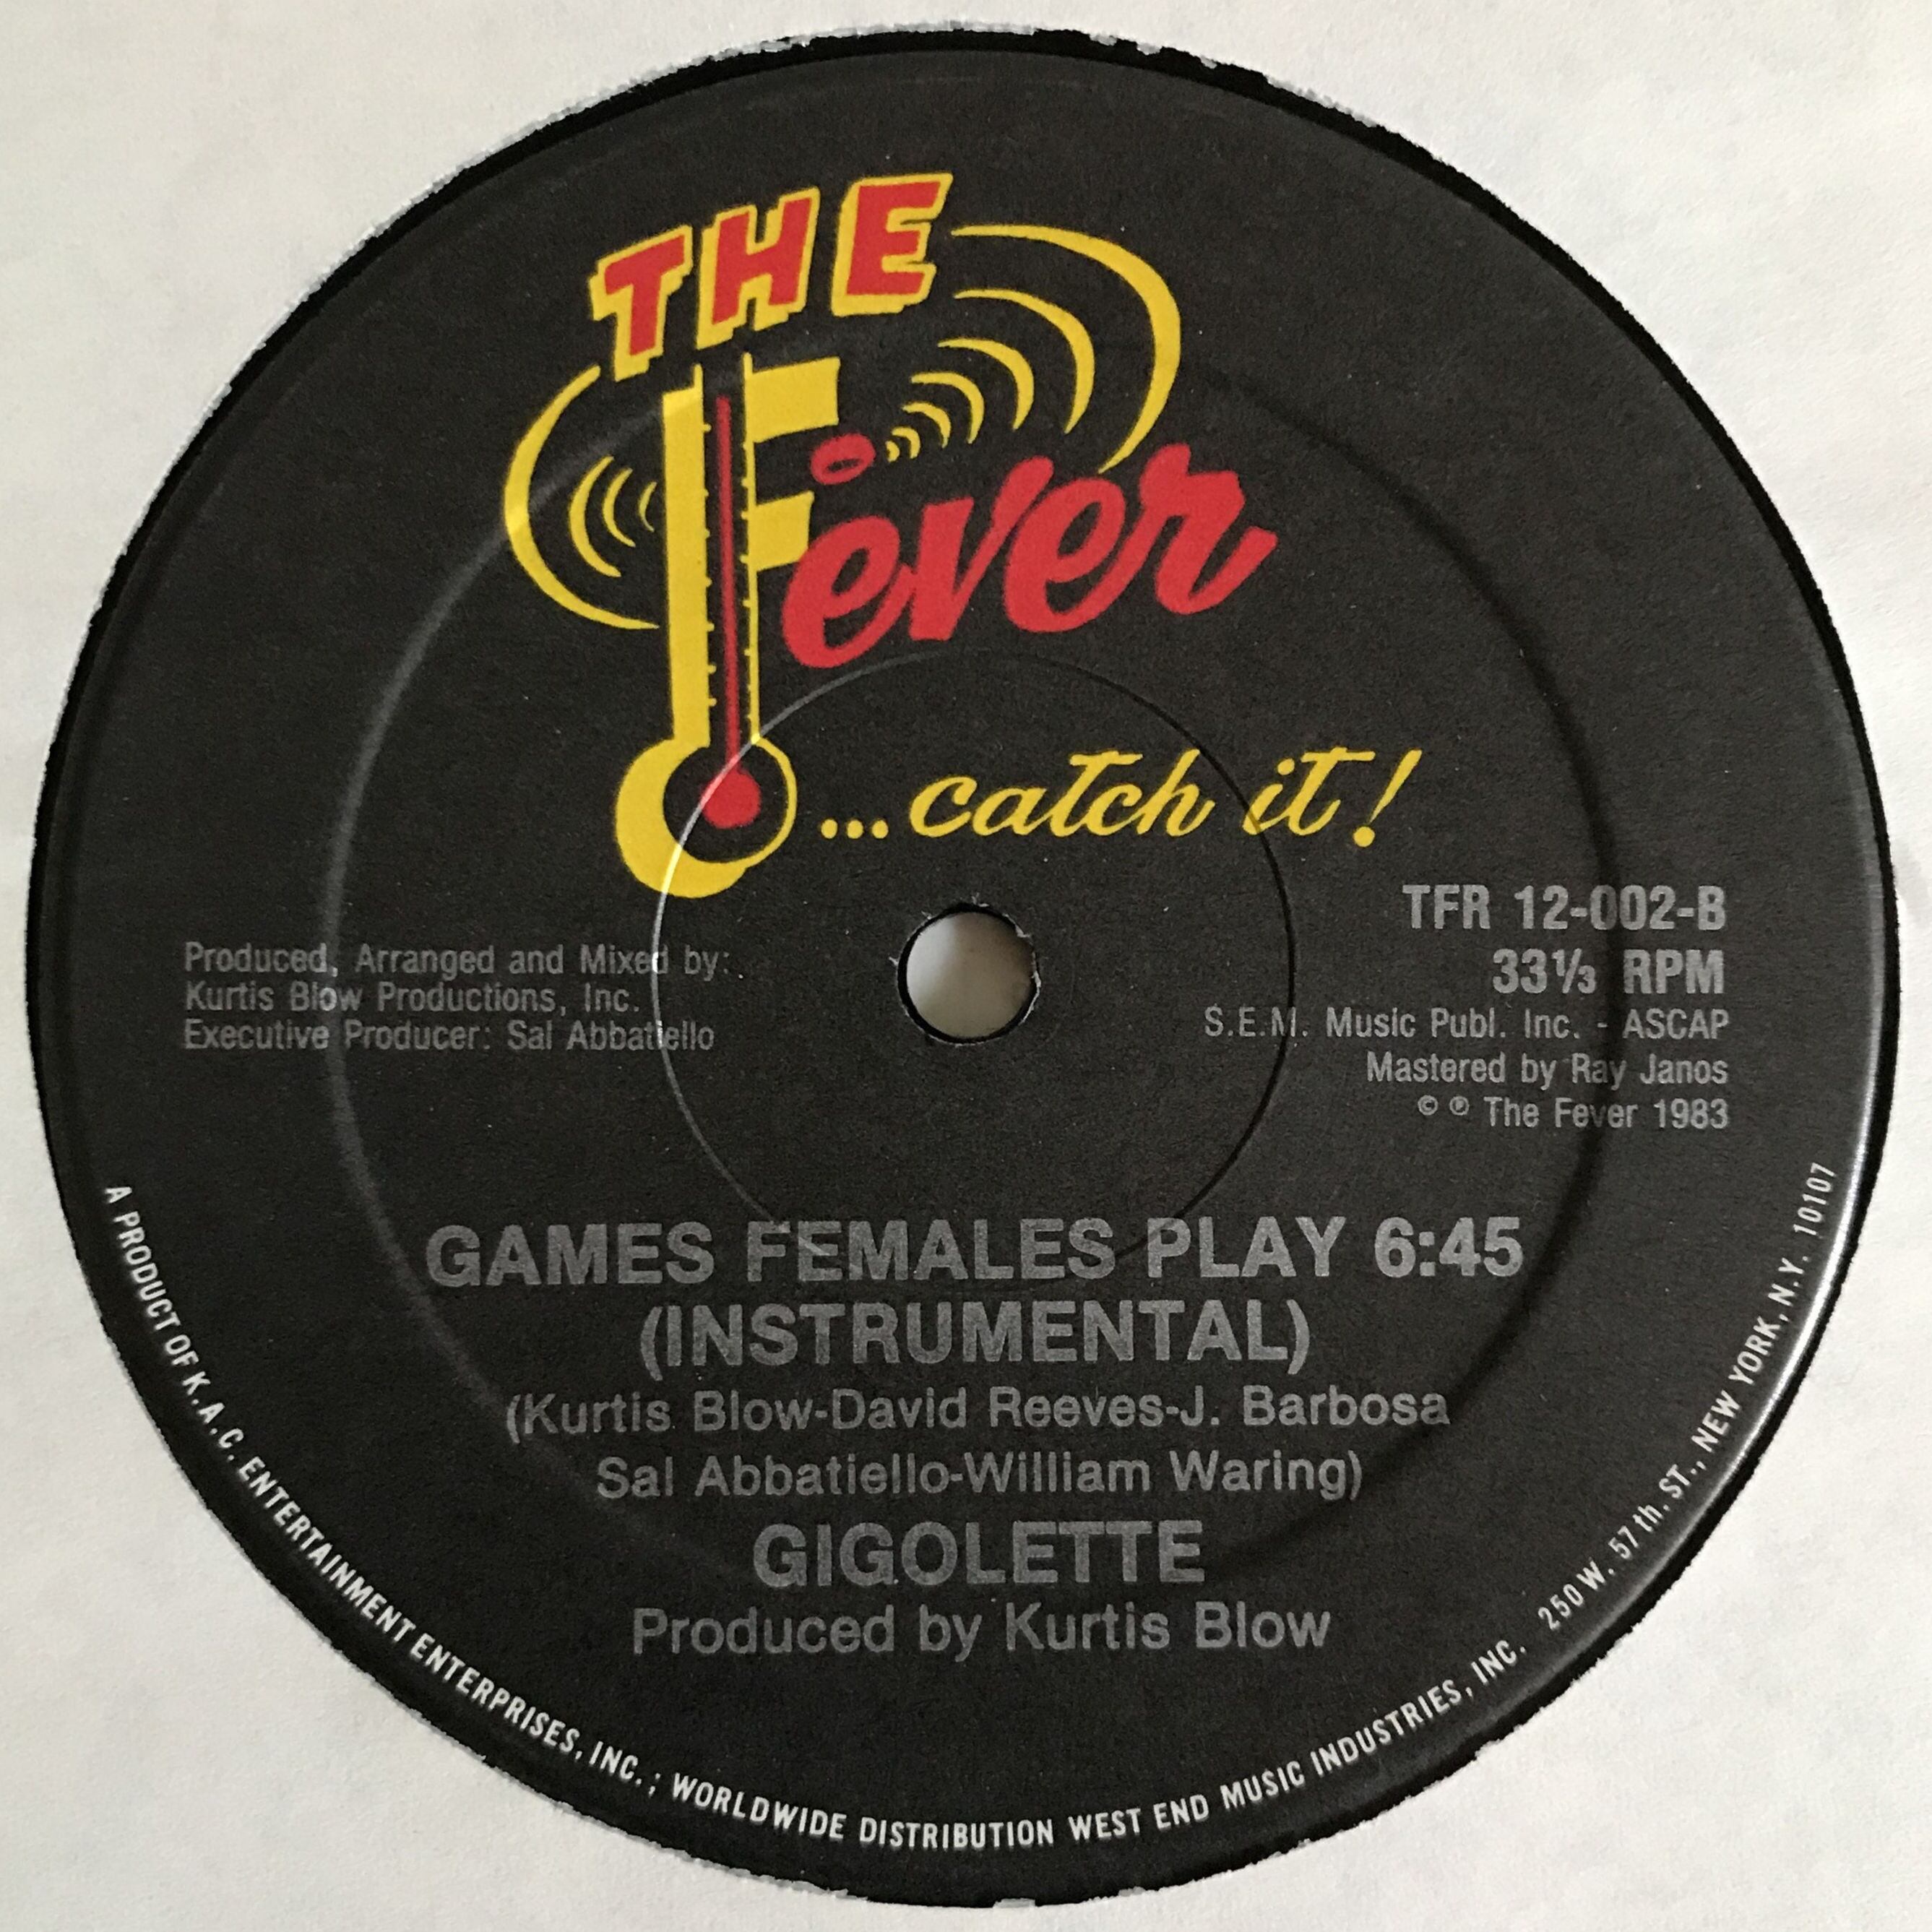 THE
Fever
...catch it!
TFR 12-002-B
33⅓ RPM
S.E.M. Music Publ. Inc. - ASCAP
Mastered by Ray Janos
© ℗ The Fever 1983
Produced, Arranged and Mixed by:
Kurtis Blow Productions, Inc.
Executive Producer: Sal Abbatiello
GAMES FEMALES PLAY 6:45
(INSTRUMENTAL)
(Kurtis Blow-David Reeves-J. Barbosa
Sal Abbatiello-William Waring)
GIGOLETTE
Produced by Kurtis Blow
A PRODUCT OF K.A.C. ENTERTAINMENT ENTERPRISES, INC.; WORLDWIDE DISTRIBUTION WEST END MUSIC INDUSTRIES, INC. 250 W. 57 th. ST., NEW YORK, N.Y. 10107